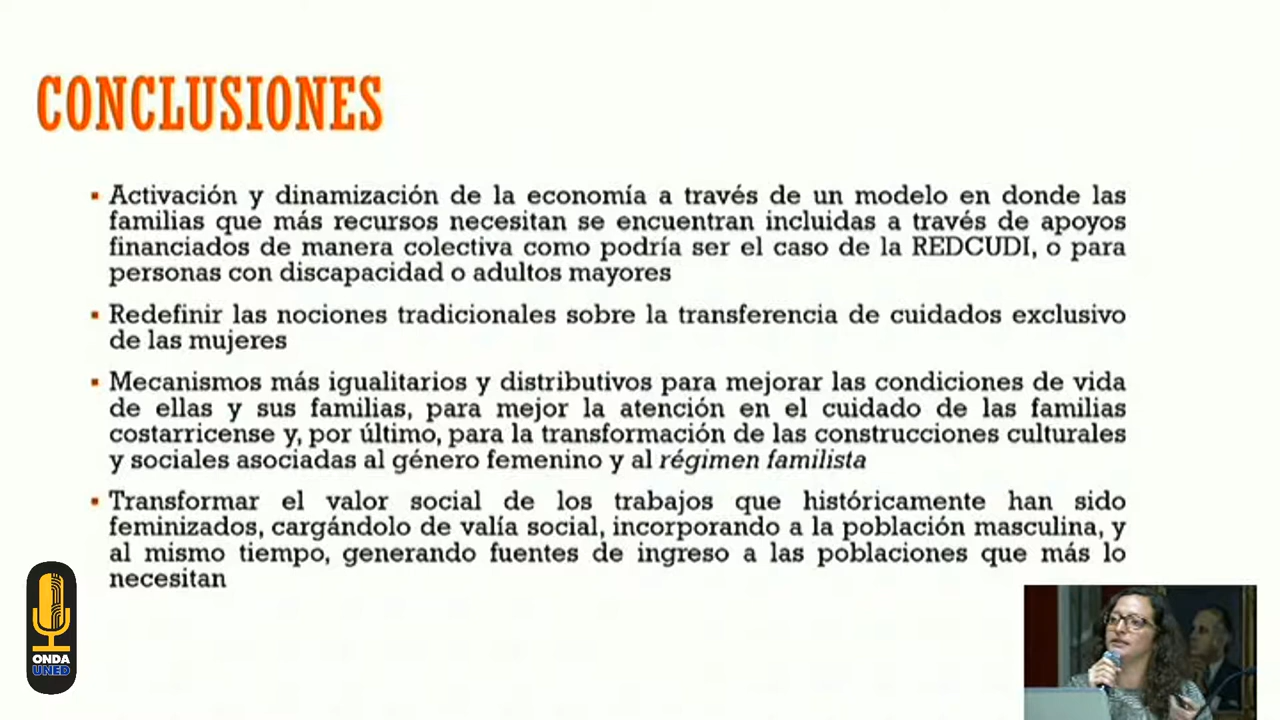 CONCLUSIONES
▪ Activación y dinamización de la economía a través de un modelo en donde las
familias que más recursos necesitan se encuentran incluidas a través de apoyos
financiados de manera colectiva como podría ser el caso de la REDCUDI, o para
personas con discapacidad o adultos mayores
▪ Redefinir las nociones tradicionales sobre la transferencia de cuidados exclusivo
de las mujeres
▪ Mecanismos más igualitarios y distributivos para mejorar las condiciones de vida
de ellas y sus familias, para mejor la atención en el cuidado de las familias
costarricense y, por último, para la transformación de las construcciones culturales
y sociales asociadas al género femenino y al régimen familista
▪ Transformar el valor social de los trabajos que históricamente han sido
feminizados, cargándolo de valía social, incorporando a la población masculina, y
al mismo tiempo, generando fuentes de ingreso a las poblaciones que más lo
necesitan
ONDA
UNED